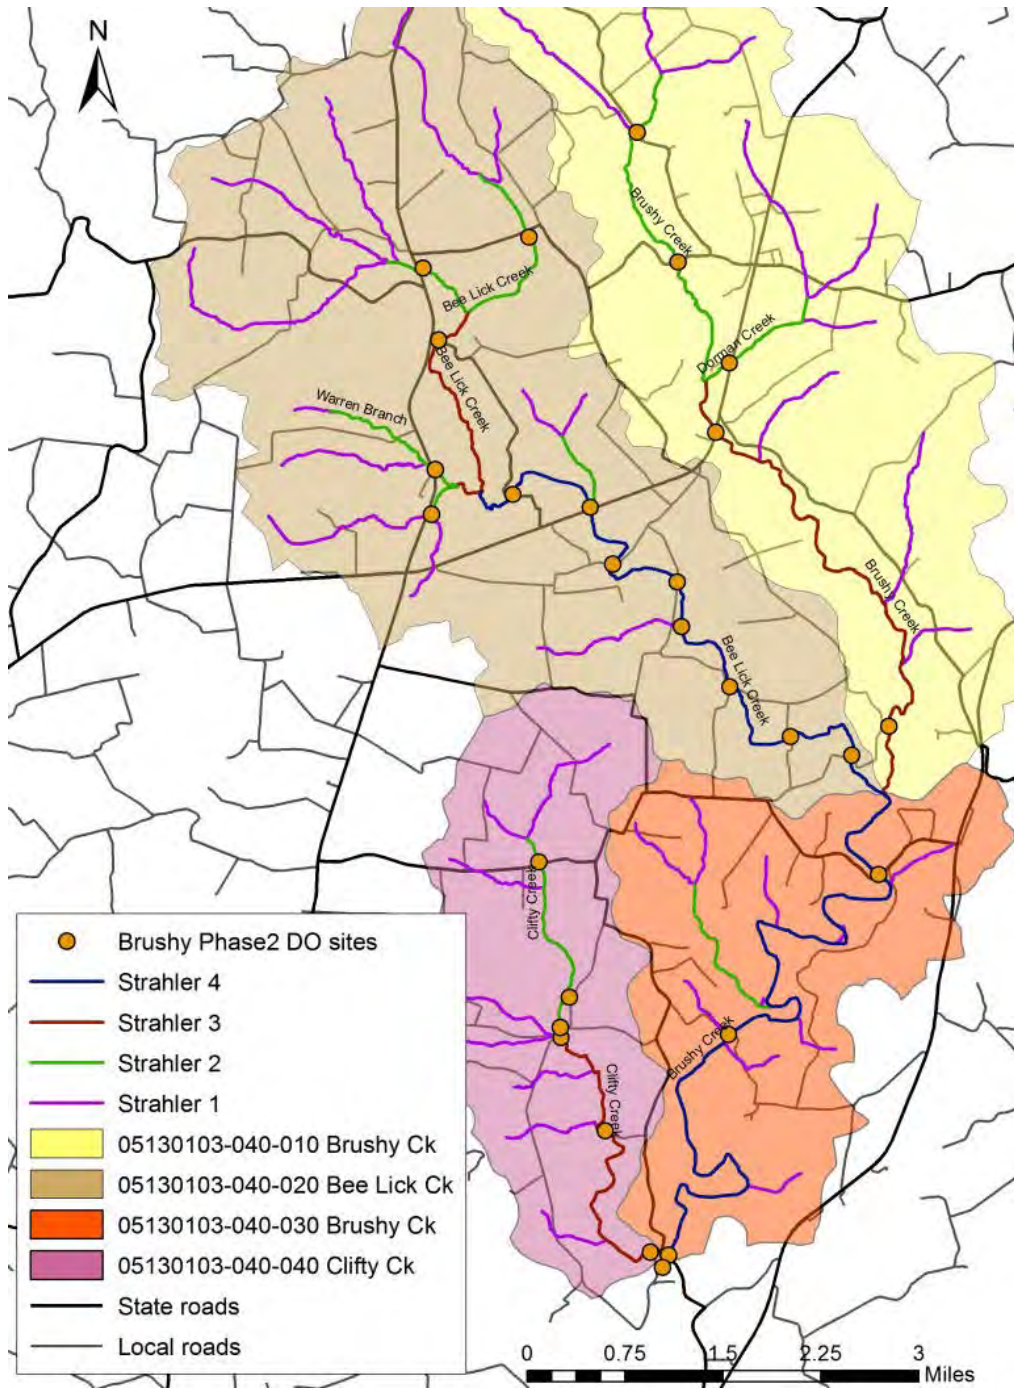 N
Brushy Creek
Bee Lick Creek
Dorman Creek
Bee Lick Creek
Warren Branch
Brushy Creek
Bee Lick Creek
Clifty Creek
Brushy Creek
Clifty Creek
Brushy Phase2 DO sites
Strahler 4
Strahler 3
Strahler 2
Strahler 1
05130103-040-010 Brushy Ck
05130103-040-020 Bee Lick Ck
05130103-040-030 Brushy Ck
05130103-040-040 Clifty Ck
State roads
Local roads
0 0.75 1.5 2.25 3
Miles